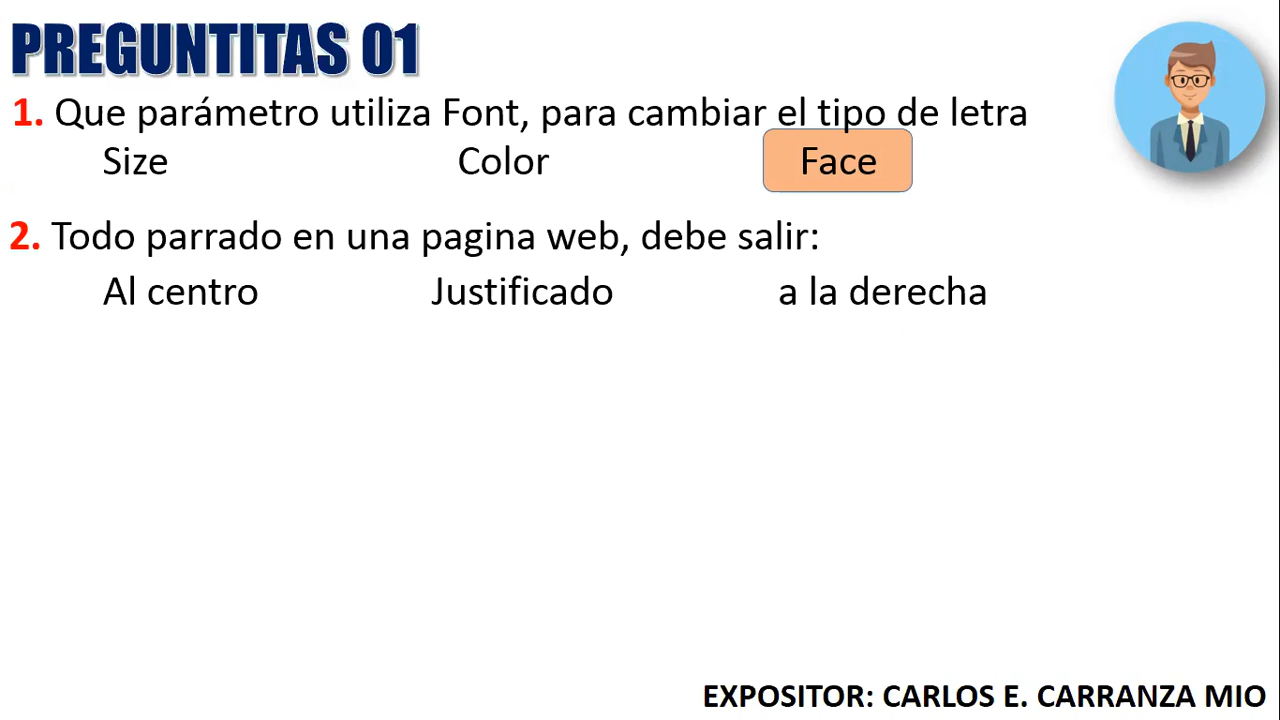 PREGUNTITAS 01
1. Que parámetro utiliza Font, para cambiar el tipo de letra
Size Color Face
2. Todo parrado en una pagina web, debe salir:
Al centro Justificado a la derecha
EXPOSITOR: CARLOS E. CARRANZA MIO